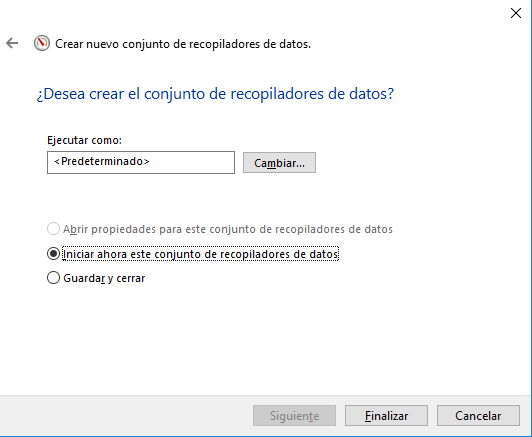 Crear nuevo conjunto de recopiladores de datos.
¿Desea crear el conjunto de recopiladores de datos?
Ejecutar como:
<Predeterminado>
Cambiar...
Abrir propiedades para este conjunto de recopiladores de datos
Iniciar ahora este conjunto de recopiladores de datos
Guardar y cerrar
Siguiente
Finalizar
Cancelar